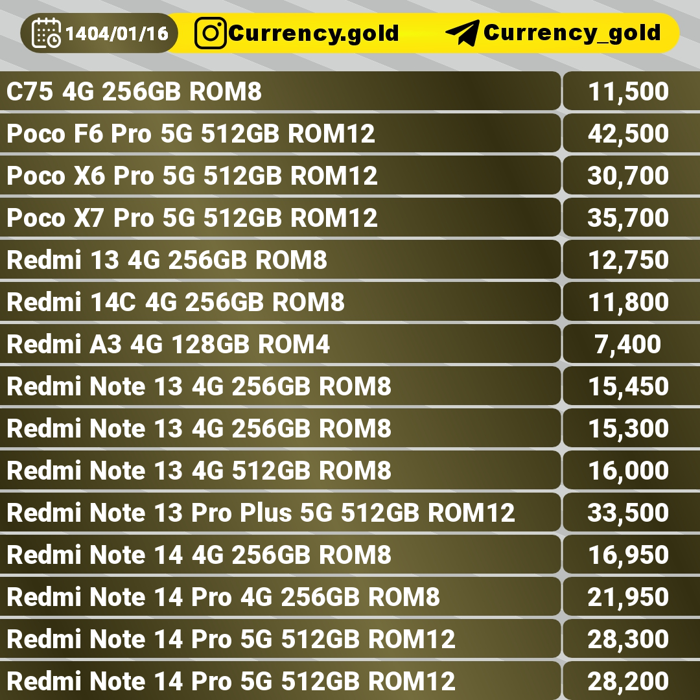 1404/01/16 Currency.gold Currency_gold
C75 4G 256GB ROM8 11,500
Poco F6 Pro 5G 512GB ROM12 42,500
Poco X6 Pro 5G 512GB ROM12 30,700
Poco X7 Pro 5G 512GB ROM12 35,700
Redmi 13 4G 256GB ROM8 12,750
Redmi 14C 4G 256GB ROM8 11,800
Redmi A3 4G 128GB ROM4 7,400
Redmi Note 13 4G 256GB ROM8 15,450
Redmi Note 13 4G 256GB ROM8 15,300
Redmi Note 13 4G 512GB ROM8 16,000
Redmi Note 13 Pro Plus 5G 512GB ROM12 33,500
Redmi Note 14 4G 256GB ROM8 16,950
Redmi Note 14 Pro 4G 256GB ROM8 21,950
Redmi Note 14 Pro 5G 512GB ROM12 28,300
Redmi Note 14 Pro 5G 512GB ROM12 28,200